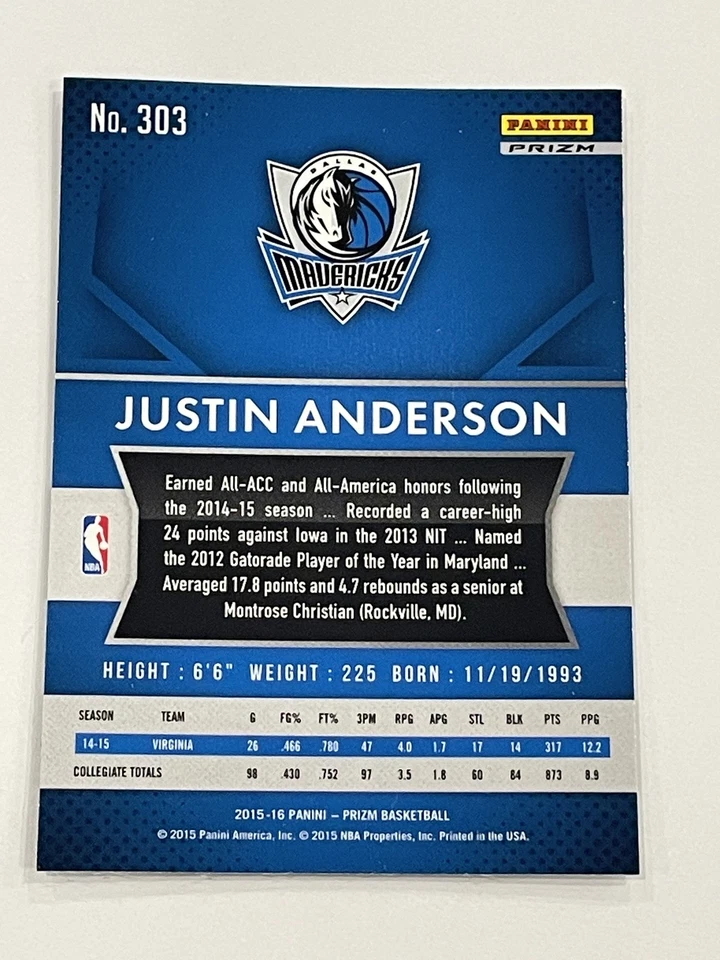 No. 303
PANINI
PRIZM
DALLAS
MAVERICKS
JUSTIN ANDERSON
Earned All-ACC and All-America honors following
the 2014-15 season ... Recorded a career-high
24 points against Iowa in the 2013 NIT ... Named
the 2012 Gatorade Player of the Year in Maryland ...
Averaged 17.8 points and 4.7 rebounds as a senior at
Montrose Christian (Rockville, MD).
NBA
HEIGHT : 6'6" WEIGHT : 225 BORN : 11/19/1993
SEASON TEAM G FG% FT% 3PM RPG APG STL BLK PTS PPG
14-15 VIRGINIA 26 .466 .780 47 4.0 1.7 17 14 317 12.2
COLLEGIATE TOTALS 98 .430 .752 97 3.5 1.8 60 64 873 8.9
2015-16 PANINI – PRIZM BASKETBALL
© 2015 Panini America, Inc. © 2015 NBA Properties, Inc. Printed in the USA.